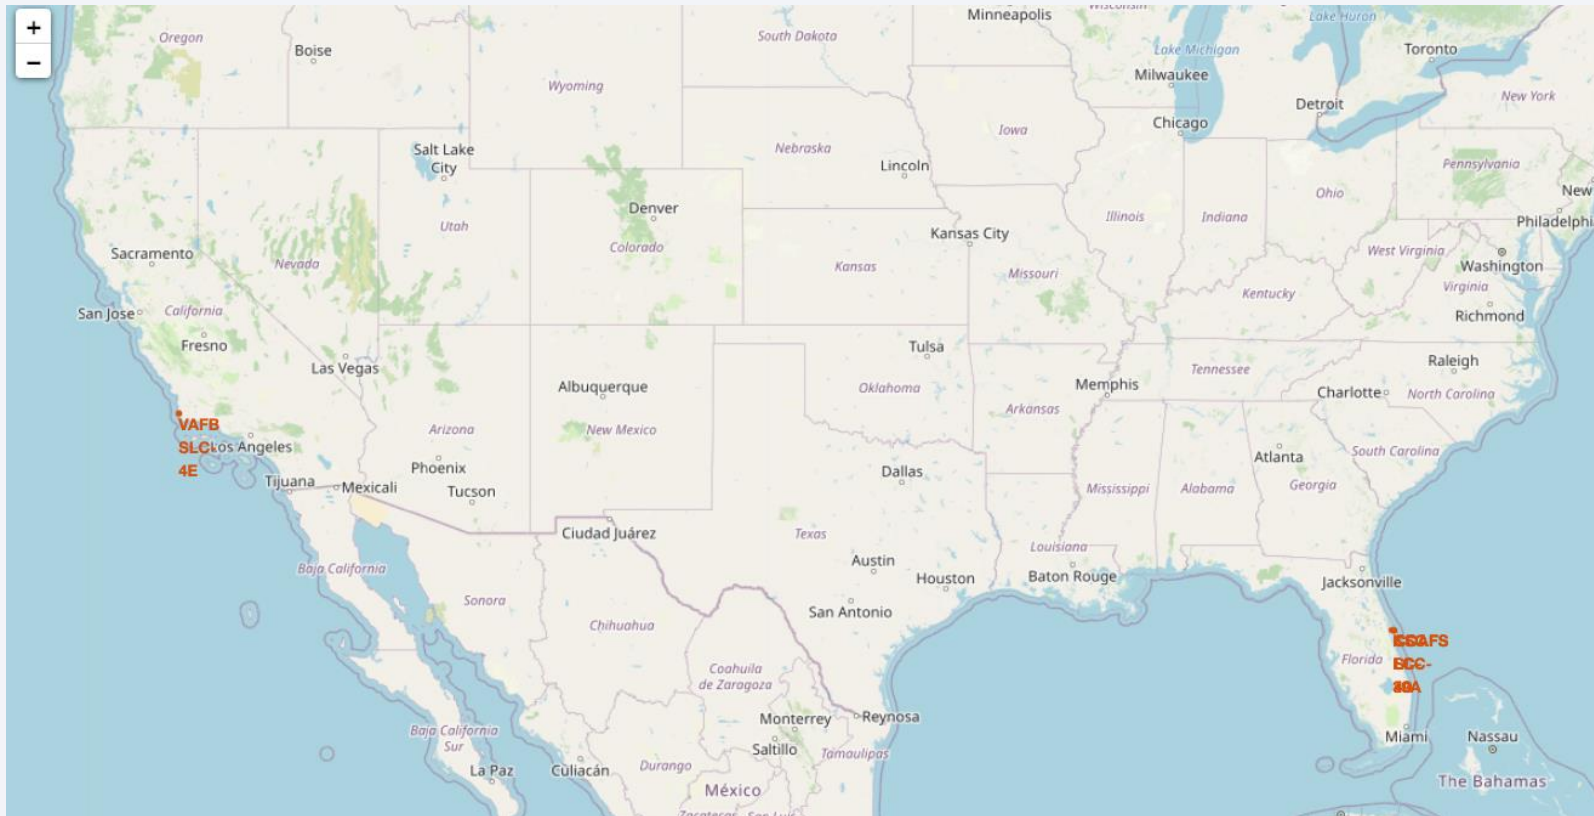 +
−
Oregon
Boise
South Dakota
Minneapolis
Wisconsin
Lake Huron
Toronto
Lake Michigan
Milwaukee
Wyoming
Detroit
New York
Chicago
Iowa
Salt Lake
City
Nebraska
Lincoln
Pennsylvania
New
Ohio
Denver
Utah
Colorado
Illinois
Indiana
Philadelphi
Kansas City
Sacramento
Nevada
Kansas
Missouri
West Virginia
Washington
Kentucky
Virginia
San Jose
California
Richmond
Fresno
Las Vegas
Tulsa
Raleigh
Tennessee
Albuquerque
Oklahoma
Memphis
Charlotte
North Carolina
Arkansas
VAFB
SLC-
4E
Los Angeles
Arizona
New Mexico
Phoenix
Dallas
Atlanta
South Carolina
Tijuana
Mexicali
Tucson
Mississippi
Alabama
Georgia
Ciudad Juárez
Texas
Louisiana
Austin
Houston
Baton Rouge
Jacksonville
Baja California
Sonora
San Antonio
Chihuahua
Florida
Coahuila
de Zaragoza
Monterrey
Reynosa
Baja California
Sur
Saltillo
Tamaulipas
Miami
Nassau
La Paz
Culiacán
Durango
México
The Bahamas
Zacatecas
San Luis